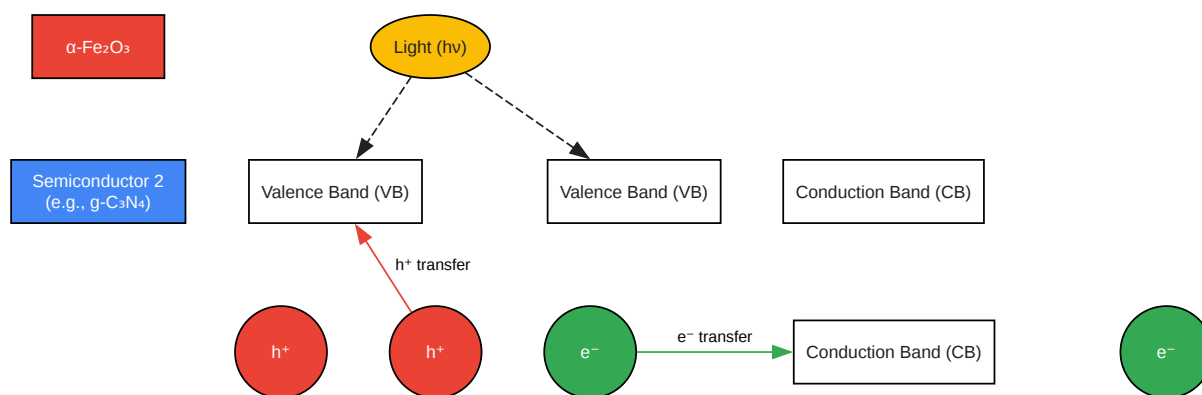 α-Fe₂O₃
Light (hν)
Semiconductor 2
(e.g., g-C₃N₄)
Valence Band (VB)
Valence Band (VB)
Conduction Band (CB)
h⁺ transfer
h⁺
h⁺
e⁻
e⁻ transfer
Conduction Band (CB)
e⁻